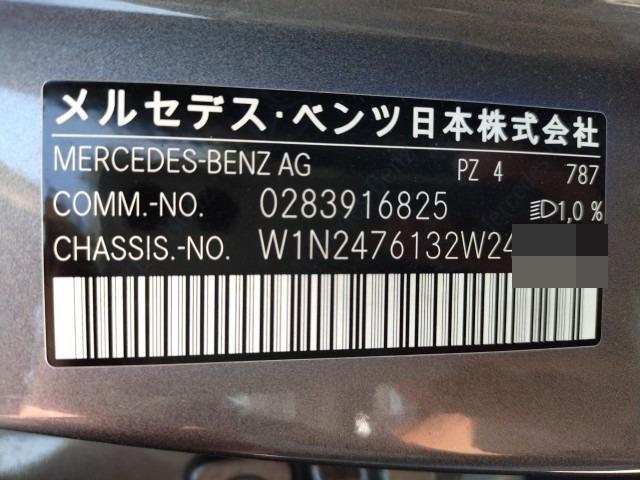 メルセデス・ベンツ日本株式会社
MERCEDES-BENZ AG PZ 4 787
COMM.-NO. 0283916825 1,0 %
CHASSIS.-NO. W1N2476132W24